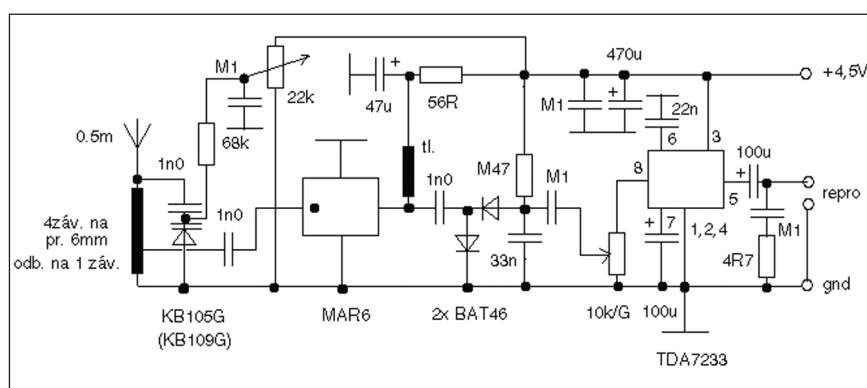 M1
22k
68k
0.5m
1n0
1n0
4záv. na
pr. 6mm
odb. na 1 záv.
KB105G
(KB109G)
+
47u
56R
tl.
1n0
MAR6
2x BAT46
M47
33n
M1
470u
+
M1
22n
6
3
8
5
7
1,2,4
+
100u
10k/G
TDA7233
+
100u
M1
4R7
+4,5V
repro
gnd